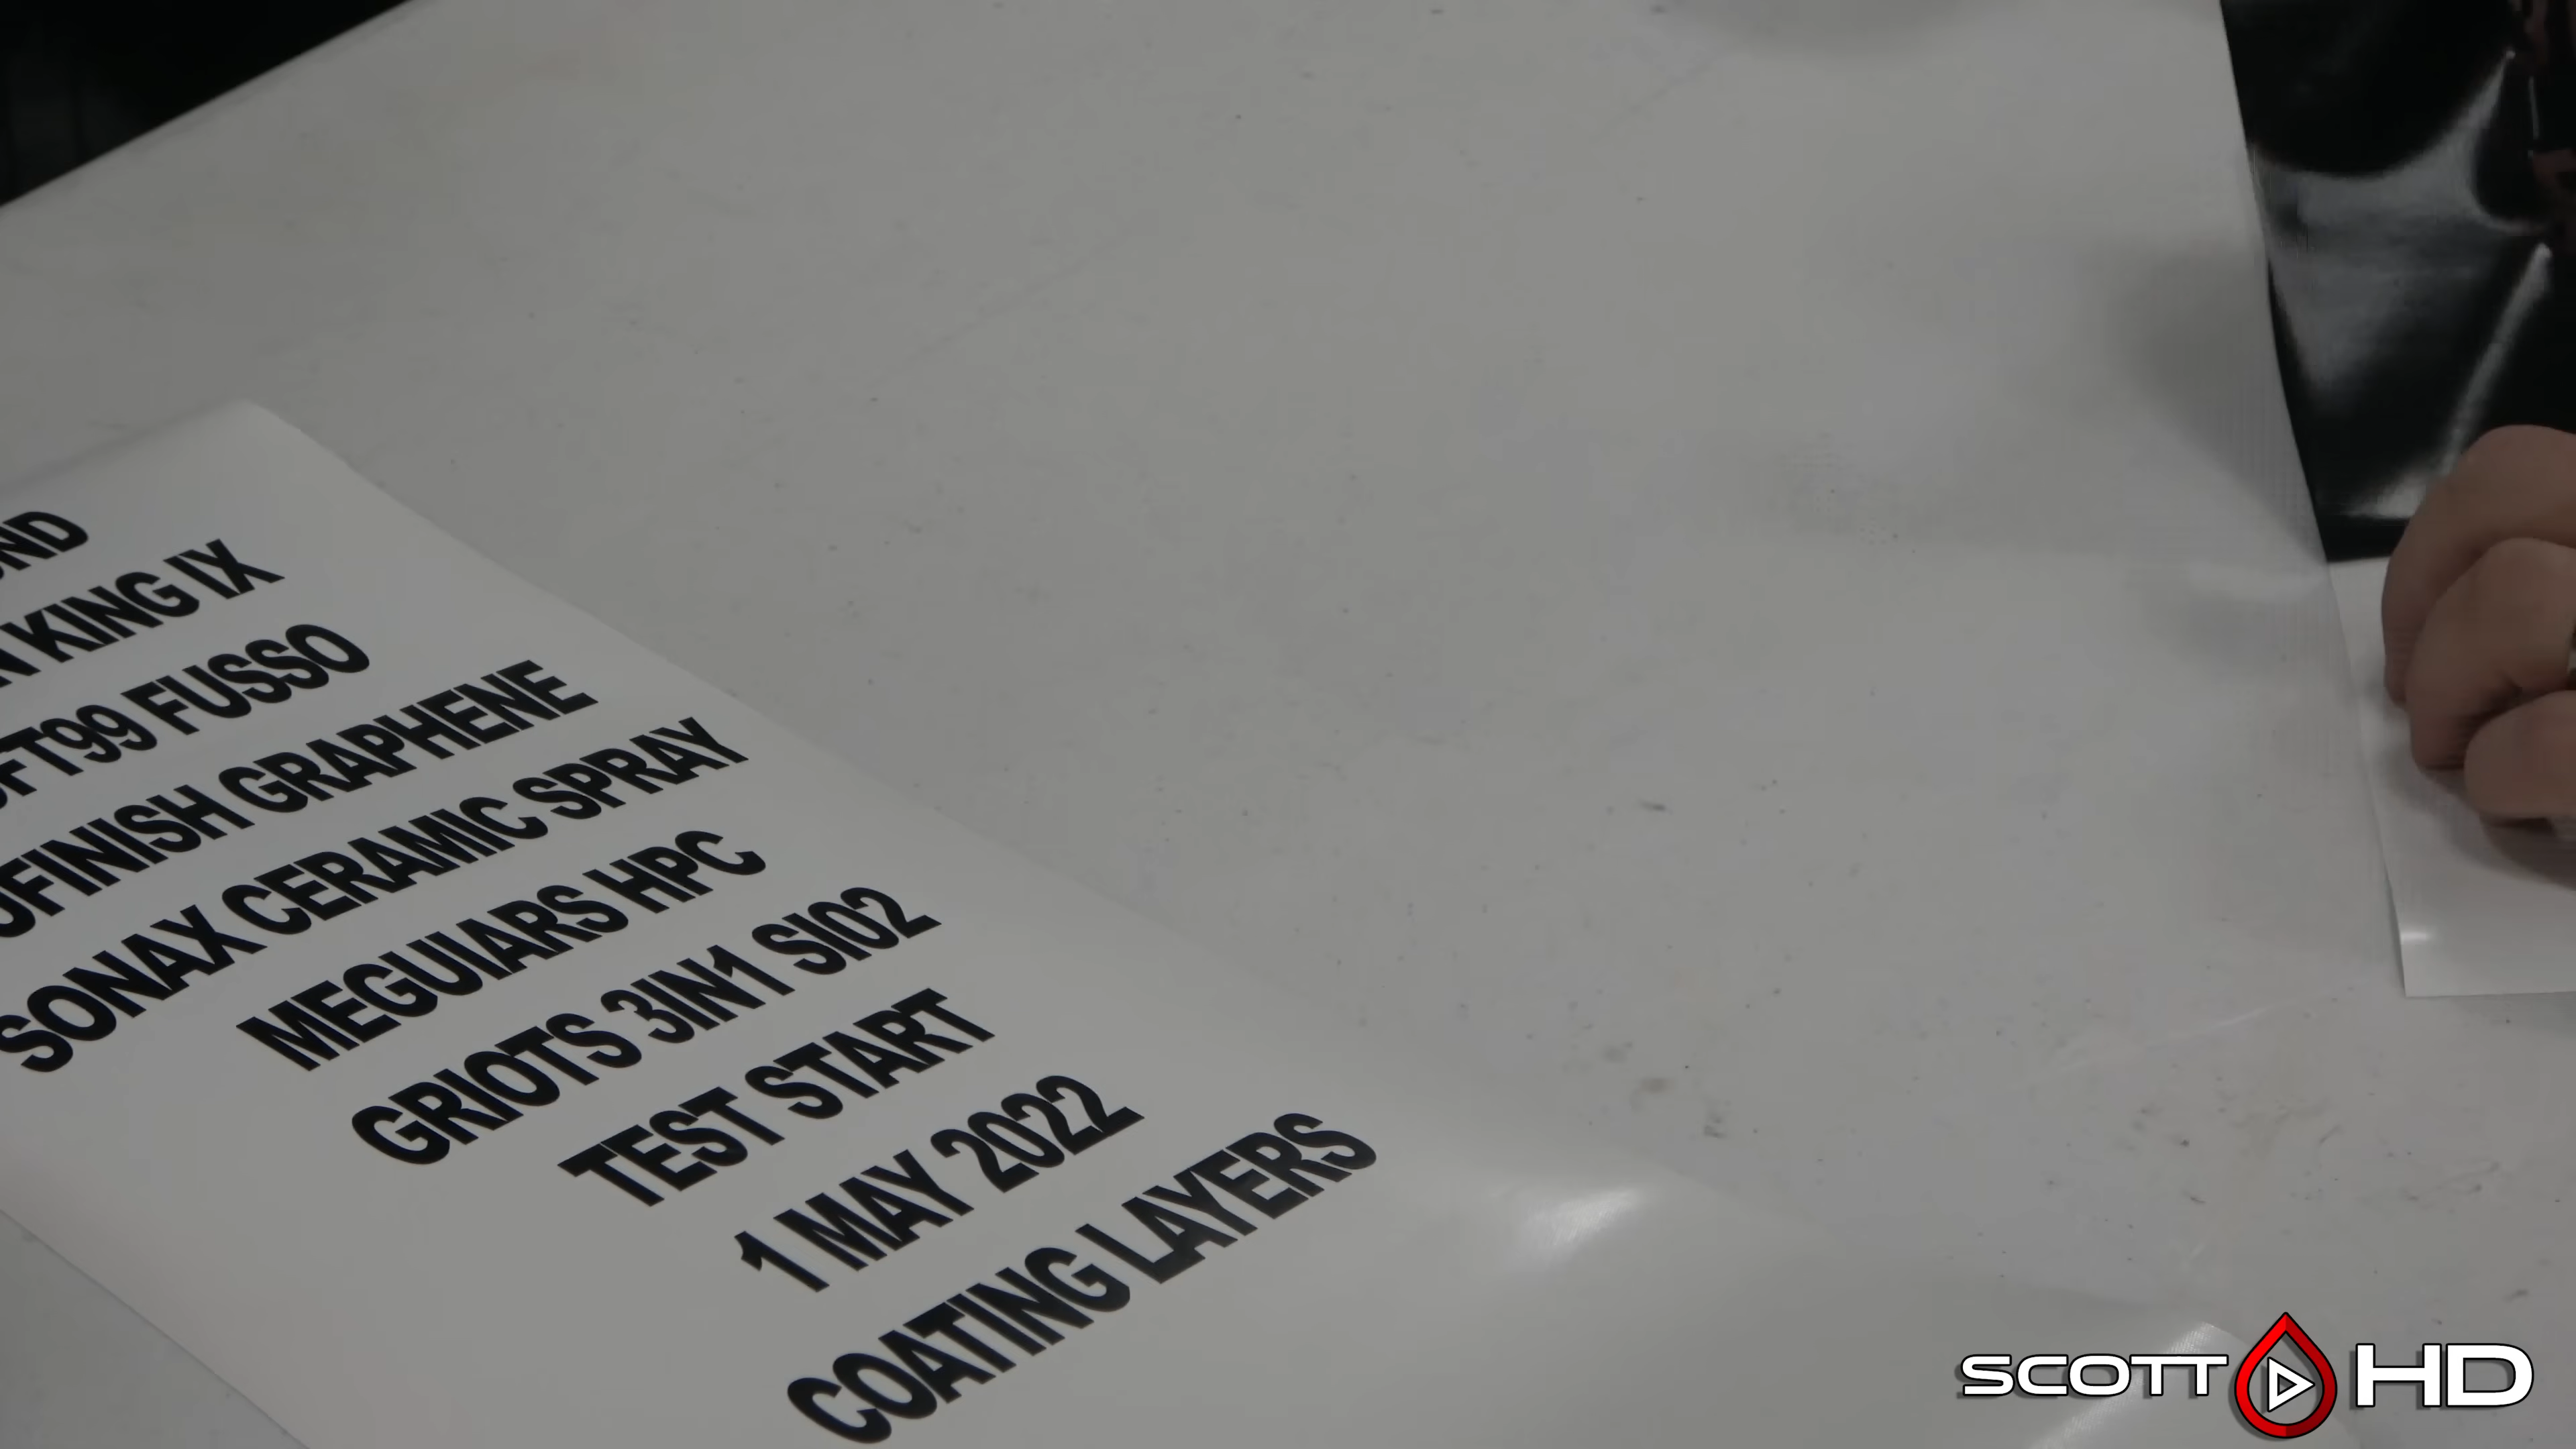 KING IX
FT99 FUSSO
FINISH GRAPHENE
SONAX CERAMIC SPRAY
MEGUIARS HPC
GRIOTS 3IN1 SI02
TEST START
1 MAY 2022
COATING LAYERS
SCOTT HD